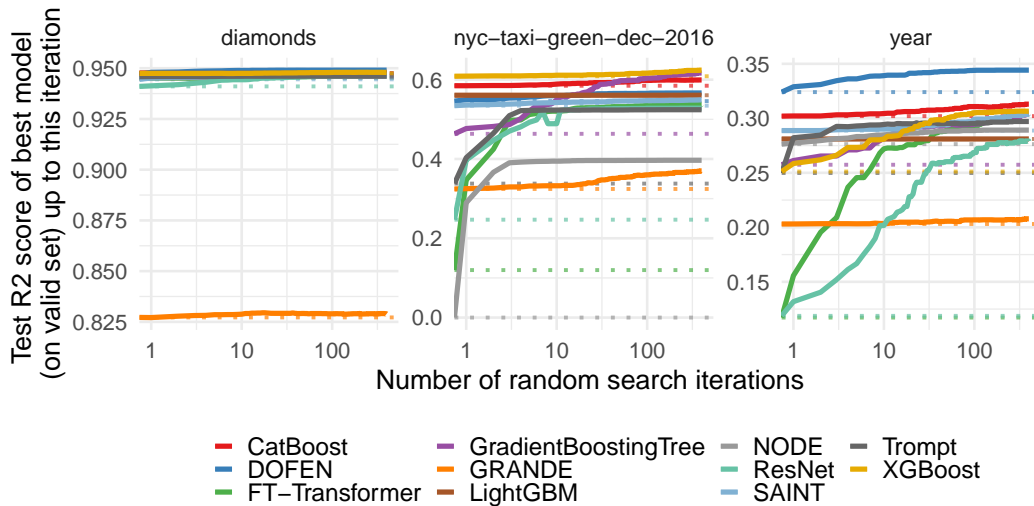 diamonds
nyc−taxi−green−dec−2016
year
Test R2 score of best model
(on valid set) up to this iteration
0.950
0.925
0.900
0.875
0.850
0.825
0.6
0.4
0.2
0.0
0.35
0.30
0.25
0.20
0.15
1 10 100
1 10 100
1 10 100
Number of random search iterations
CatBoost GradientBoostingTree NODE Trompt
DOFEN GRANDE ResNet XGBoost
FT−Transformer LightGBM SAINT